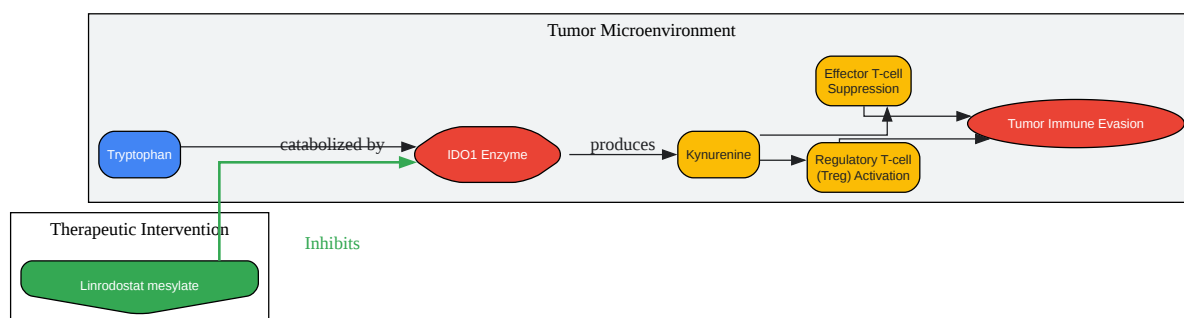 Tumor Microenvironment
Effector T-cell
Suppression
Tumor Immune Evasion
Tryptophan
catabolized by
IDO1 Enzyme
produces
Kynurenine
Regulatory T-cell
(Treg) Activation
Therapeutic Intervention
Inhibits
Linrodostat mesylate